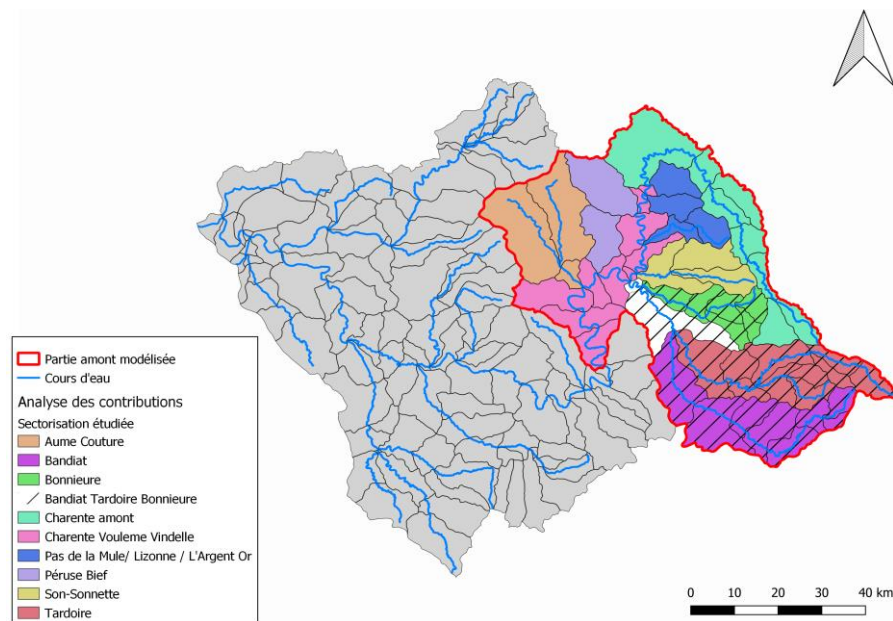 Partie amont modélisée
Cours d'eau
Analyse des contributions
Sectorisation étudiée
Aume Couture
Bandiat
Bonnieure
Bandiat Tardoire Bonnieure
Charente amont
Charente Vouleme Vindelle
Pas de la Mule/ Lizonne / L'Argent Or
Péruse Bief
Son-Sonnette
Tardoire
0 10 20 30 40 km